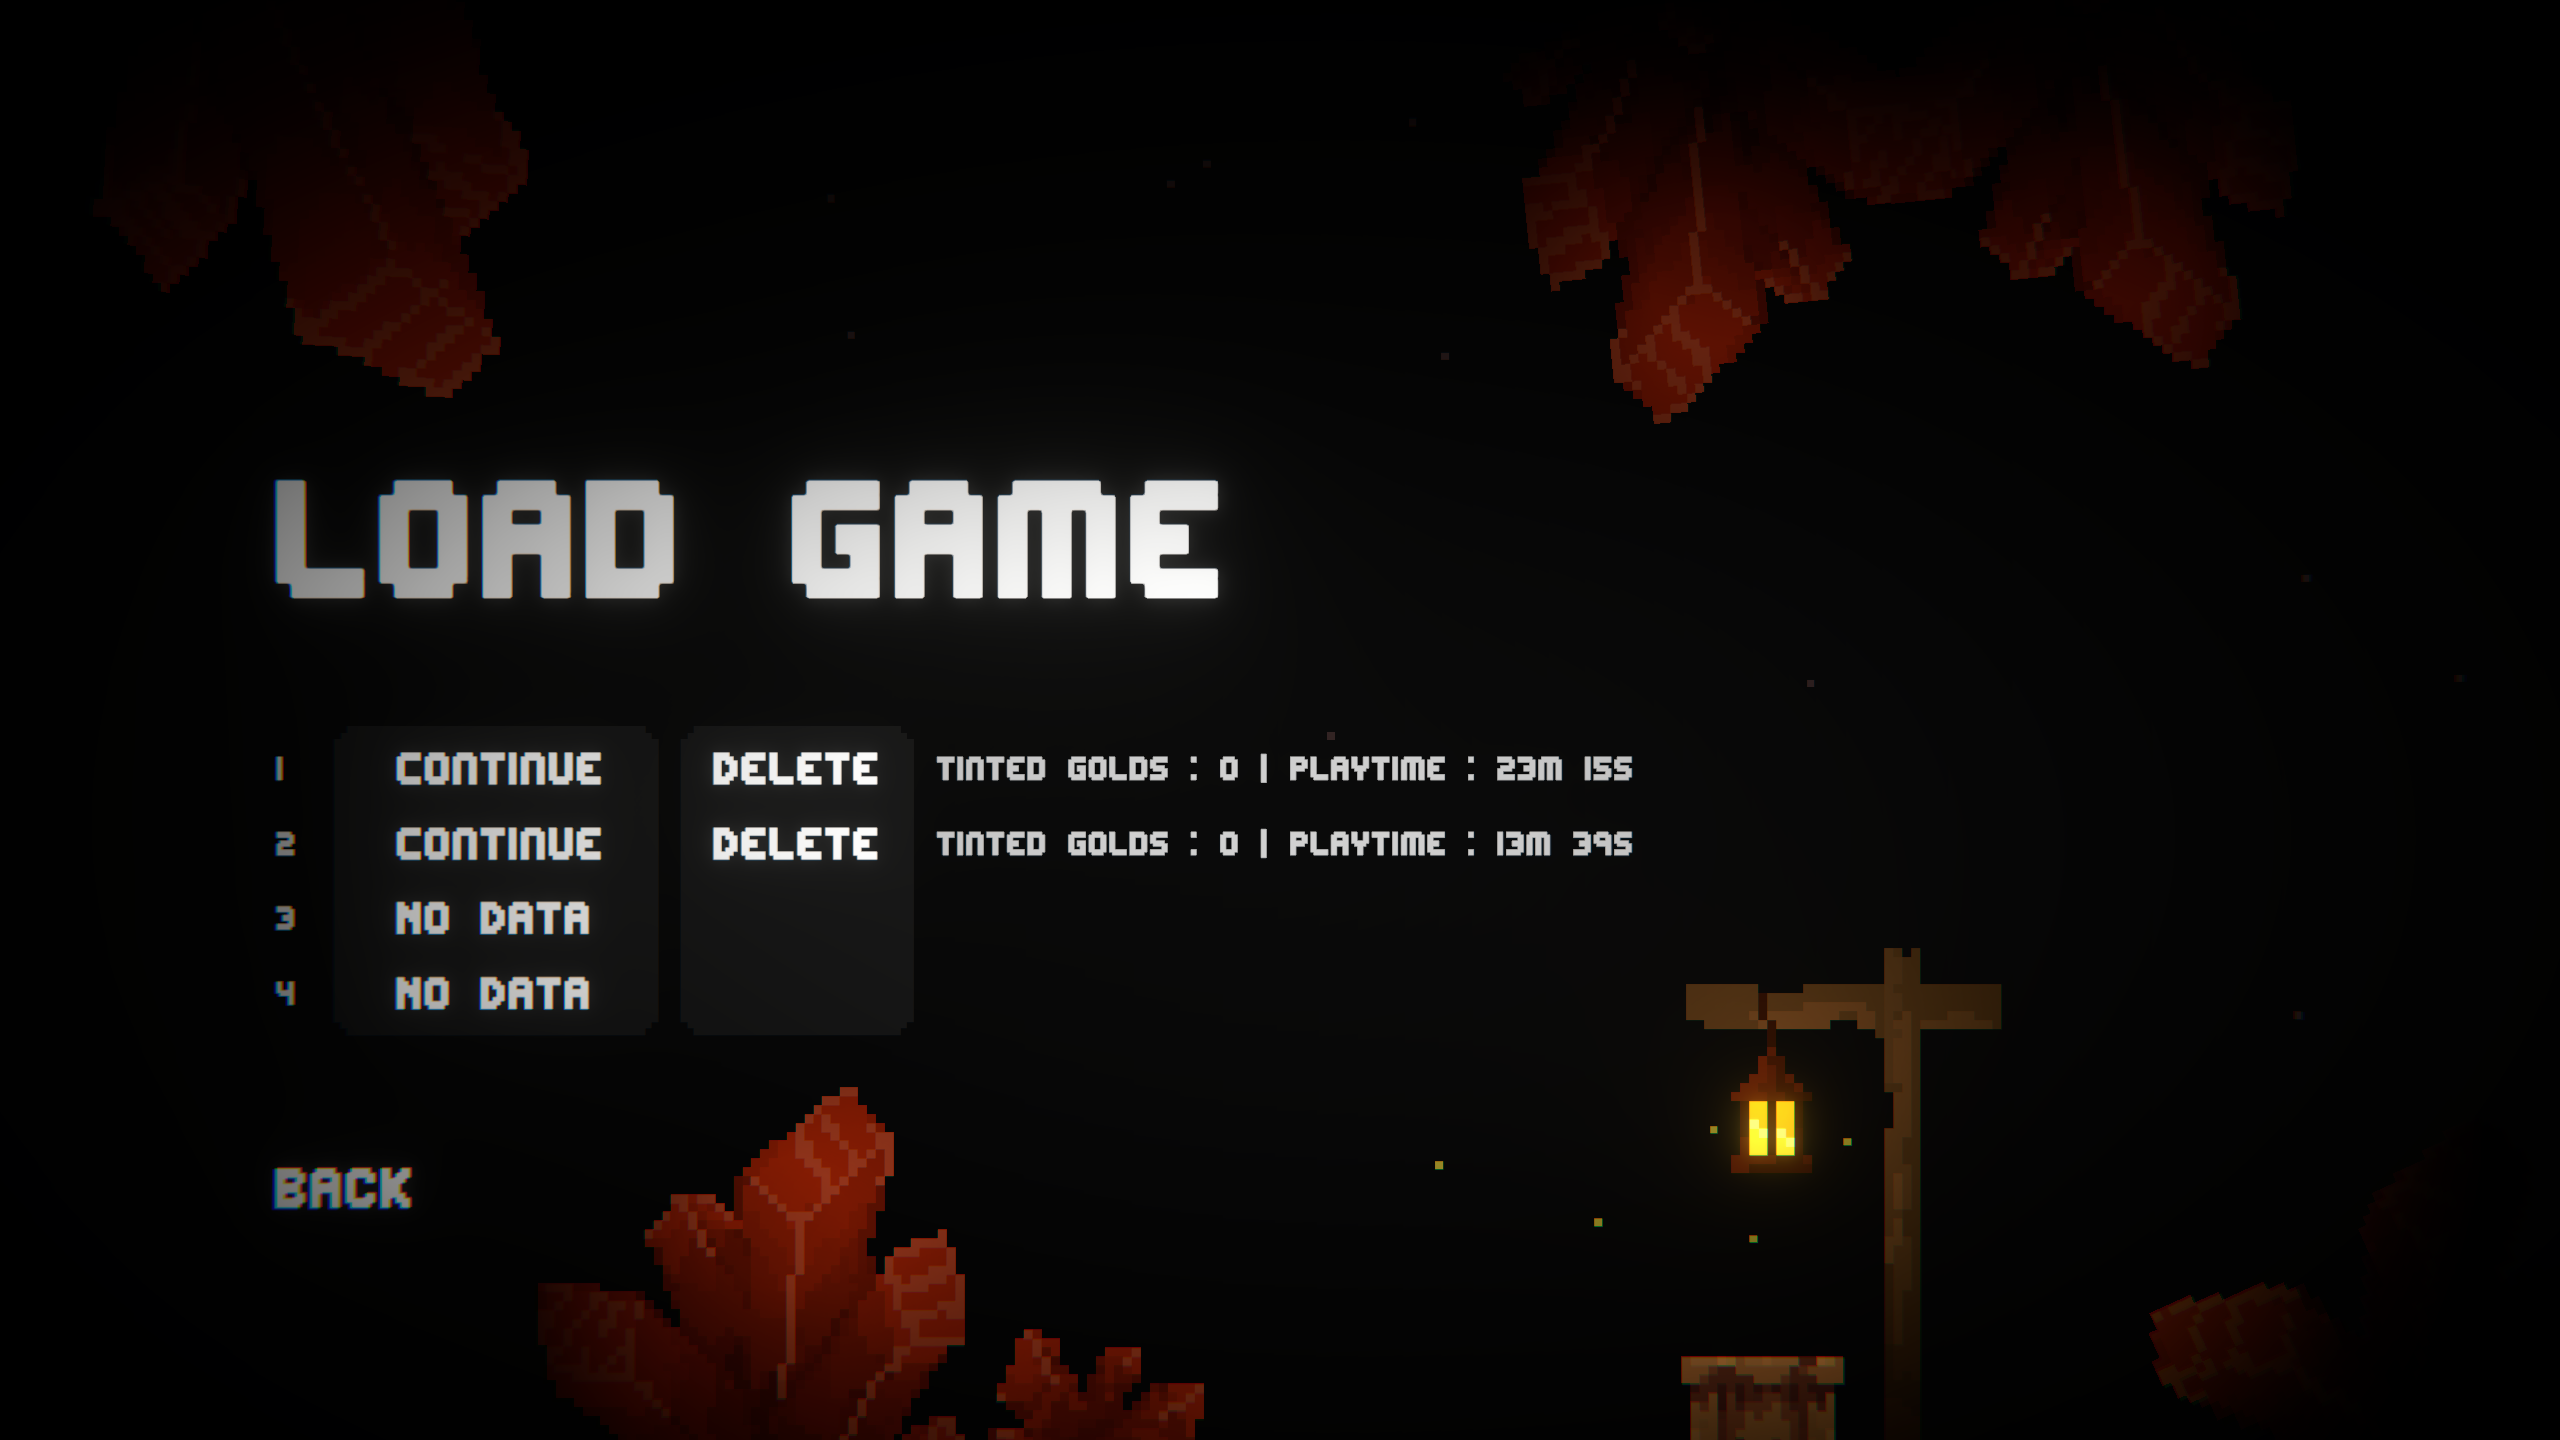 LOAD GAME
1 CONTINUE DELETE TINTED GOLDS : 0 | PLAYTIME : 23M 15S
2 CONTINUE DELETE TINTED GOLDS : 0 | PLAYTIME : 13M 39S
3 NO DATA
4 NO DATA
BACK